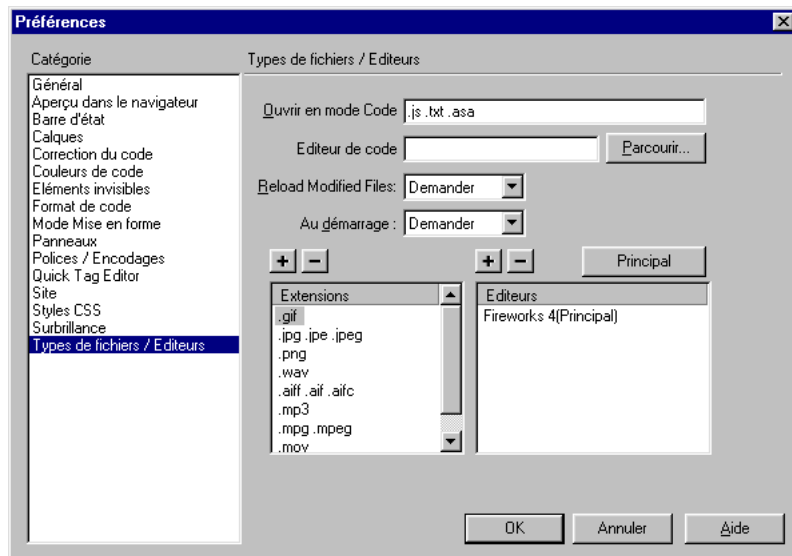 Préférences
Catégorie
Général
Aperçu dans le navigateur
Barre d'état
Calques
Correction du code
Couleurs de code
Eléments invisibles
Format de code
Mode Mise en forme
Panneaux
Polices / Encodages
Quick Tag Editor
Site
Styles CSS
Surbrillance
Types de fichiers / Editeurs
Types de fichiers / Editeurs
Ouvrir en mode Code .js .txt .asa
Editeur de code Parcourir...
Reload Modified Files: Demander
Au démarrage : Demander
+ − + − Principal
Extensions
.gif
.jpg .jpe .jpeg
.png
.wav
.aiff .aif .aifc
.mp3
.mpg .mpeg
.mov
Editeurs
Fireworks 4(Principal)
OK Annuler Aide